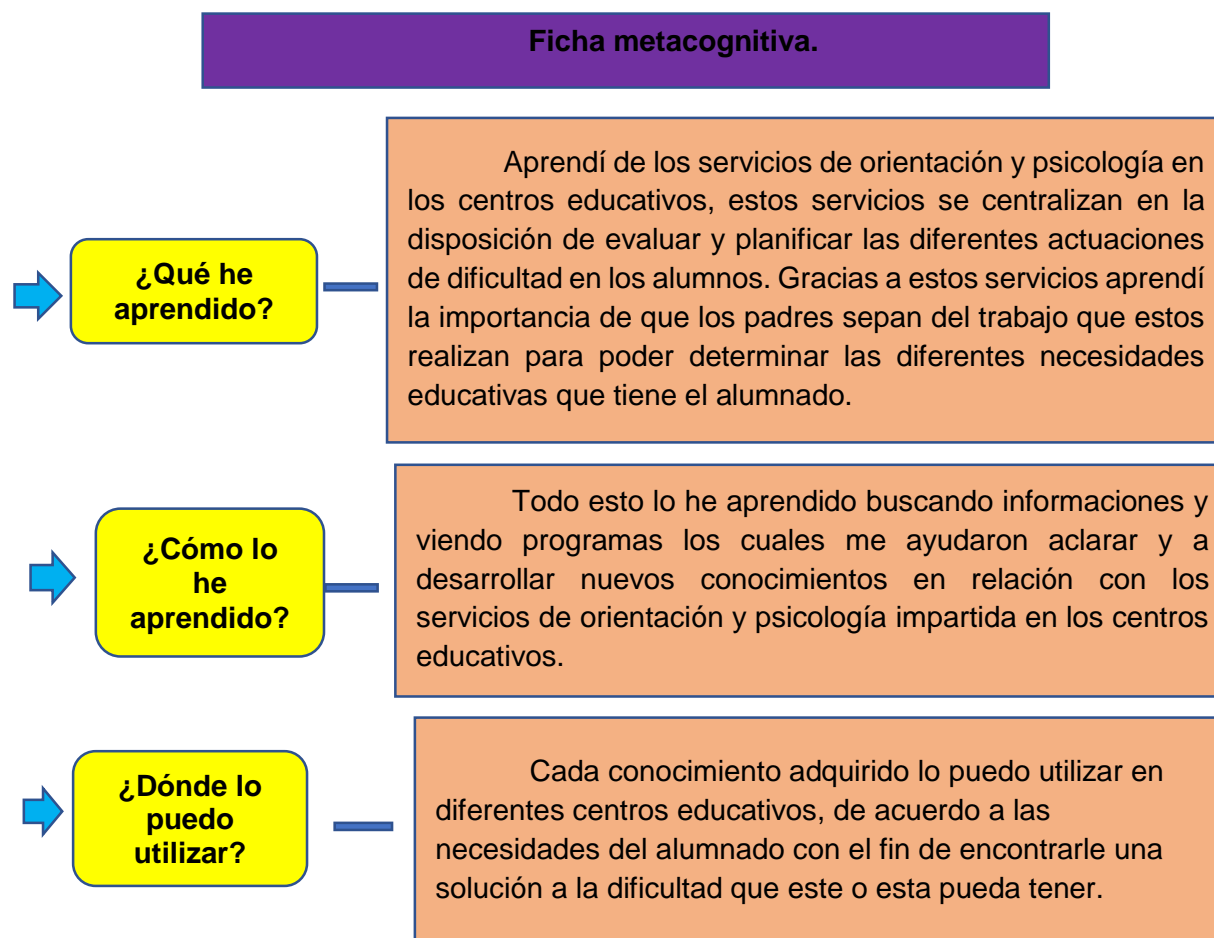 Ficha metacognitiva.
¿Qué he
aprendido?
Aprendí de los servicios de orientación y psicología en
los centros educativos, estos servicios se centralizan en la
disposición de evaluar y planificar las diferentes actuaciones
de dificultad en los alumnos. Gracias a estos servicios aprendí
la importancia de que los padres sepan del trabajo que estos
realizan para poder determinar las diferentes necesidades
educativas que tiene el alumnado.
¿Cómo lo
he
aprendido?
Todo esto lo he aprendido buscando informaciones y
viendo programas los cuales me ayudaron aclarar y a
desarrollar nuevos conocimientos en relación con los
servicios de orientación y psicología impartida en los centros
educativos.
¿Dónde lo
puedo
utilizar?
Cada conocimiento adquirido lo puedo utilizar en
diferentes centros educativos, de acuerdo a las
necesidades del alumnado con el fin de encontrarle una
solución a la dificultad que este o esta pueda tener.